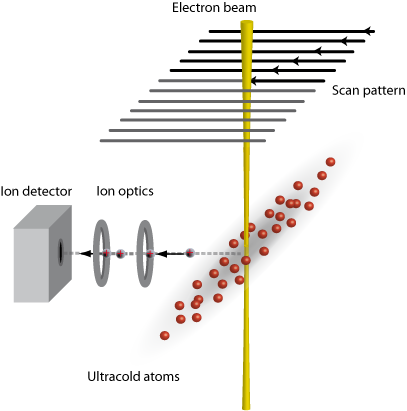 Electron beam
Scan pattern
Ion detector
Ion optics
Ultracold atoms